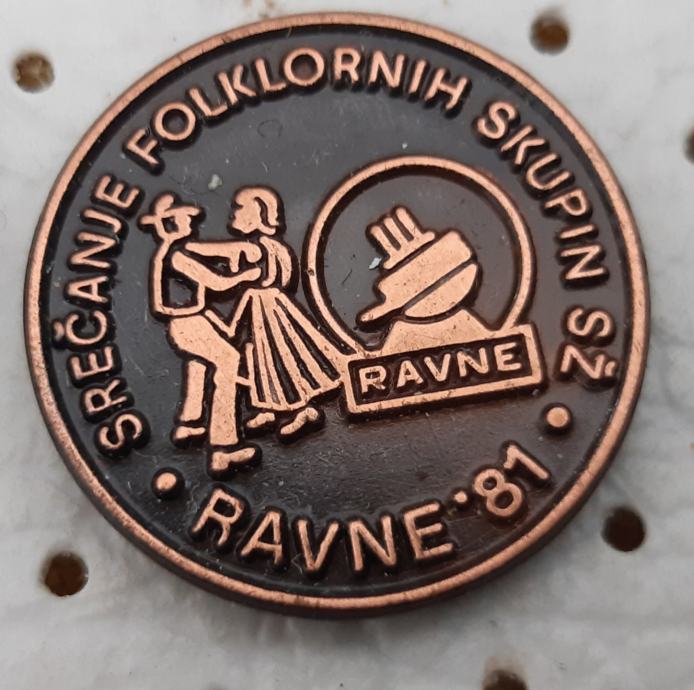 SREČANJE FOLKLORNIH SKUPIN SŽ
RAVNE
• RAVNE '81 •